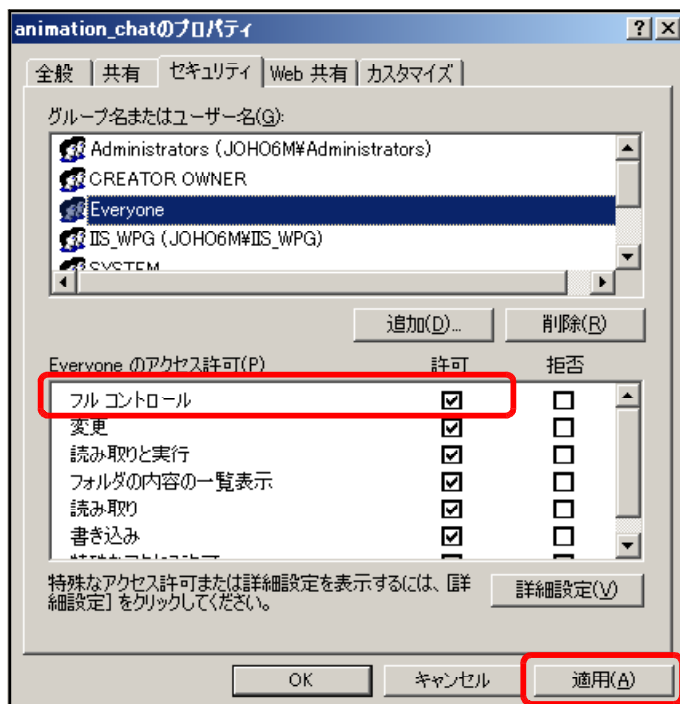 animation_chatのプロパティ
全般 共有 セキュリティ Web 共有 カスタマイズ
グループ名またはユーザー名(G):
Administrators (JOHO6M¥Administrators)
CREATOR OWNER
Everyone
IIS_WPG (JOHO6M¥IIS_WPG)
SYSTEM
追加(D)... 削除(R)
Everyone のアクセス許可(P) 許可 拒否
フル コントロール
変更
読み取りと実行
フォルダの内容の一覧表示
読み取り
書き込み
特殊なアクセス許可または詳細設定を表示するには、[詳
細設定] をクリックしてください。
詳細設定(V)
OK キャンセル 適用(A)